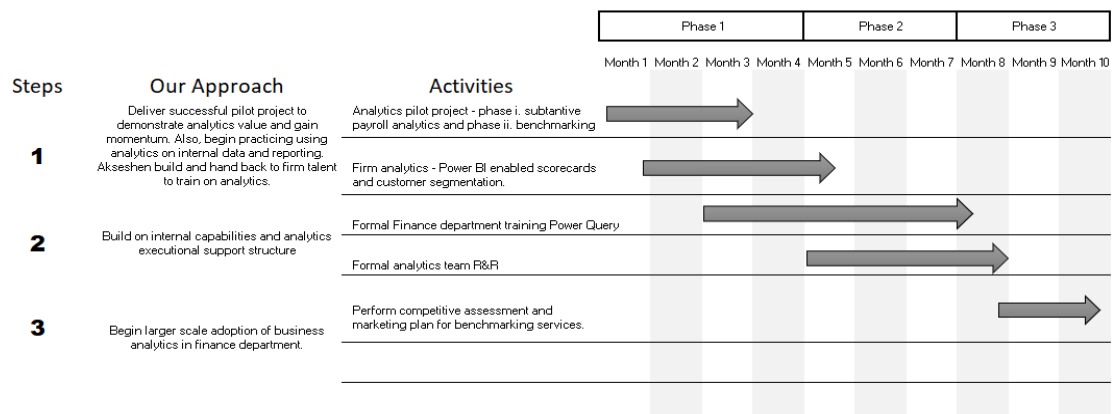 Phase 1 Phase 2 Phase 3
Month 1 Month 2 Month 3 Month 4 Month 5 Month 6 Month 7 Month 8 Month 9 Month 10
Steps Our Approach Activities
1
Deliver successful pilot project to
demonstrate analytics value and gain
momentum. Also, begin practicing using
analytics on internal data and reporting.
Akseshen build and hand back to firm talent
to train on analytics.
Analytics pilot project - phase i. subtantive
payroll analytics and phase ii. benchmarking
Firm analytics - Power BI enabled scorecards
and customer segmentation.
2
Build on internal capabilities and analytics
executional support structure
Formal Finance department training Power Query
Formal analytics team R&R
3
Begin larger scale adoption of business
analytics in finance department.
Perform competitive assessment and
marketing plan for benchmarking services.